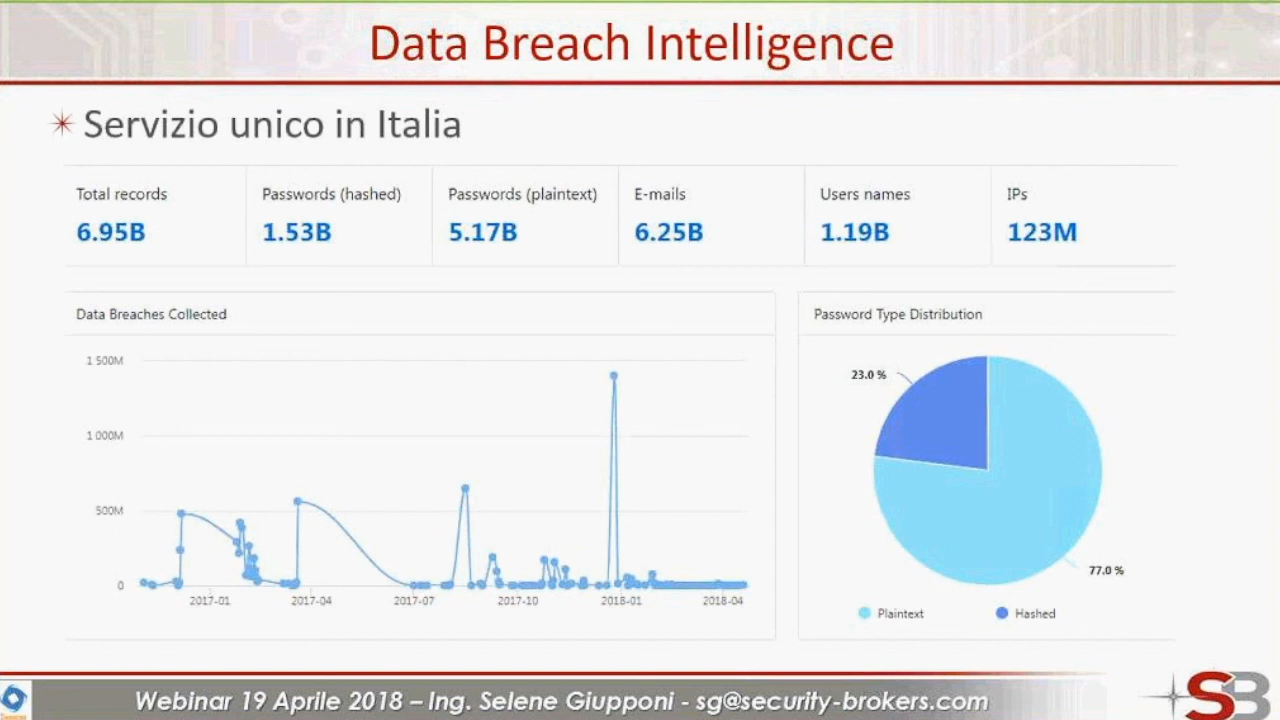 Data Breach Intelligence
Servizio unico in Italia
Total records
6.95B
Passwords (hashed)
1.53B
Passwords (plaintext)
5.17B
E-mails
6.25B
Users names
1.19B
IPs
123M
Data Breaches Collected
1 500M
1 000M
500M
0
2017-01 2017-04 2017-07 2017-10 2018-01 2018-04
Password Type Distribution
23.0 %
77.0 %
Plaintext Hashed
Webinar 19 Aprile 2018 – Ing. Selene Giupponi - sg@security-brokers.com
SB